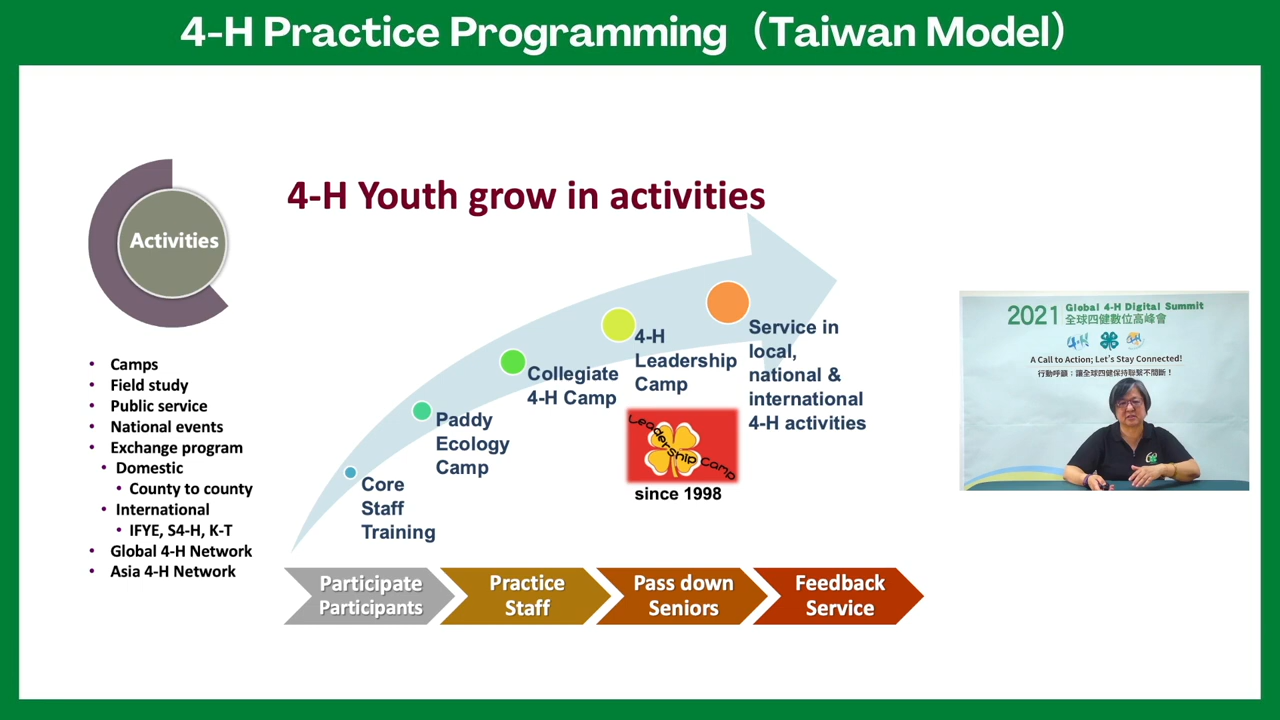 4-H Practice Programming（Taiwan Model）
4-H Youth grow in activities
Activities
• Camps
• Field study
• Public service
• National events
• Exchange program
• Domestic
• County to county
• International
• IFYE, S4-H, K-T
• Global 4-H Network
• Asia 4-H Network
Core
Staff
Training
Paddy
Ecology
Camp
Collegiate
4-H Camp
4-H
Leadership
Camp
Leadership Camp
since 1998
Service in
local,
national &
international
4-H activities
Participate
Participants
Practice
Staff
Pass down
Seniors
Feedback
Service
2021 Global 4-H Digital Summit
全球四健數位高峰會
A Call to Action; Let's Stay Connected!
行動呼籲：讓全球四健保持聯繫不間斷！